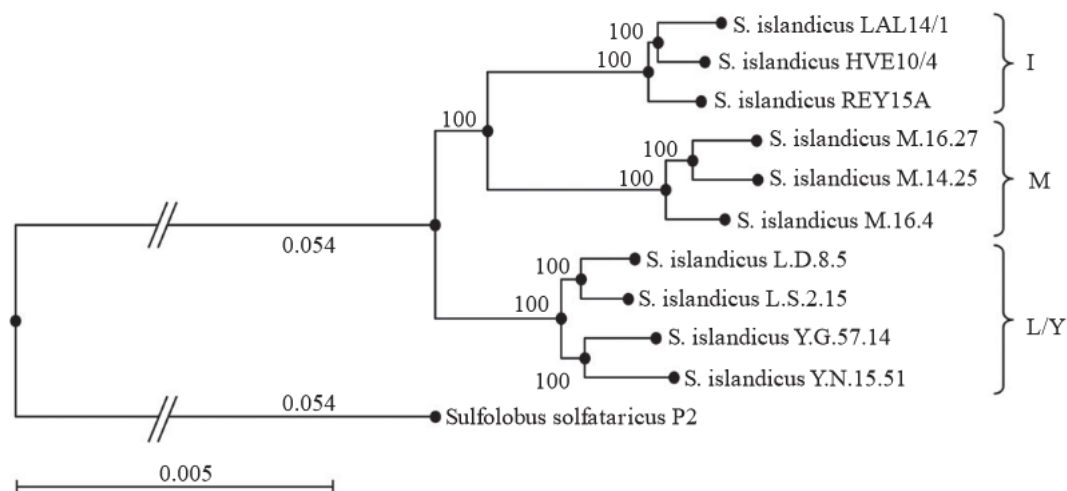 100
S. islandicus LAL14/1
100
S. islandicus HVE10/4
I
S. islandicus REY15A
100
100
S. islandicus M.16.27
100
S. islandicus M.14.25
M
S. islandicus M.16.4
0.054
100
S. islandicus L.D.8.5
100
S. islandicus L.S.2.15
L/Y
S. islandicus Y.G.57.14
100
S. islandicus Y.N.15.51
0.054
Sulfolobus solfataricus P2
0.005